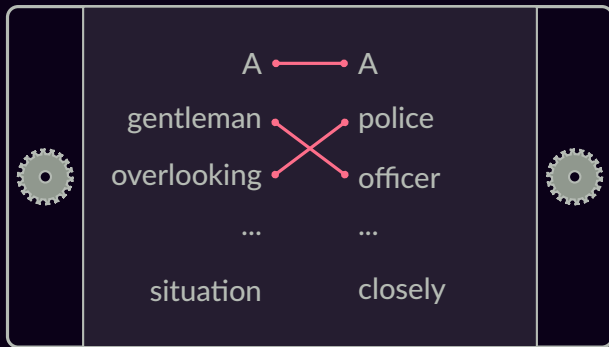 A A
gentleman police
overlooking officer
... ...
situation closely